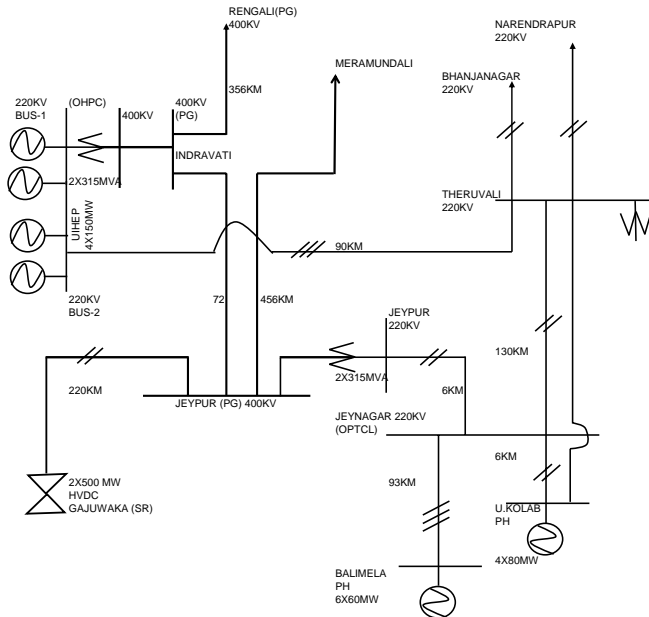 RENGALI(PG)
400KV
NARENDRAPUR
220KV
MERAMUNDALI
BHANJANAGAR
220KV
220KV
BUS-1
(OHPC)
400KV
400KV
(PG)
356KM
INDRAVATI
2X315MVA
THERUVALI
220KV
UIHEP
4X150MW
90KM
220KV
BUS-2
72
456KM
JEYPUR
220KV
130KM
2X315MVA
220KM
6KM
JEYPUR (PG) 400KV
JEYNAGAR 220KV
(OPTCL)
6KM
93KM
2X500 MW
HVDC
GAJUWAKA (SR)
U.KOLAB
PH
4X80MW
BALIMELA
PH
6X60MW